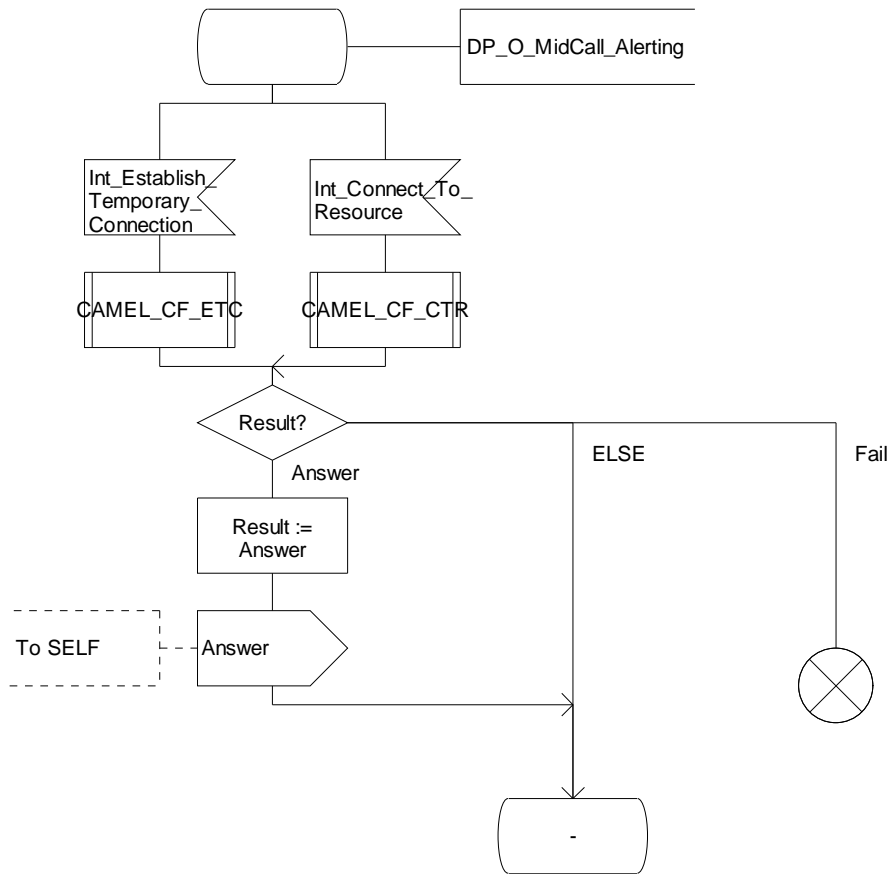 DP_O_MidCall_Alerting
Int_Establish_
Temporary_
Connection
Int_Connect_To_
Resource
CAMEL_CF_ETC
CAMEL_CF_CTR
Result?
ELSE
Fail
Answer
Result :=
Answer
To SELF
Answer
-